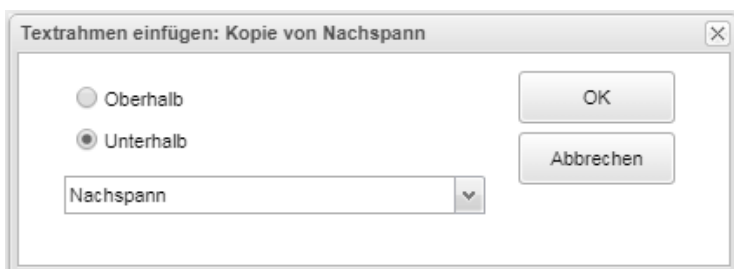 Textrahmen einfügen: Kopie von Nachspann
Oberhalb
Unterhalb
Nachspann
OK
Abbrechen